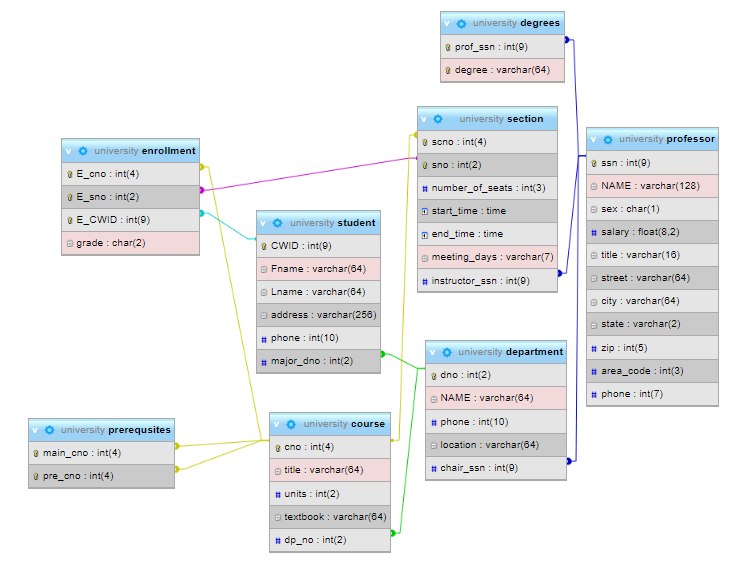 university degrees
prof_ssn : int(9)
degree : varchar(64)
university section
scno : int(4)
sno : int(2)
number_of_seats : int(3)
start_time : time
end_time : time
meeting_days : varchar(7)
instructor_ssn : int(9)
university professor
ssn : int(9)
NAME : varchar(128)
sex : char(1)
salary : float(8,2)
title : varchar(16)
street : varchar(64)
city : varchar(64)
state : varchar(2)
zip : int(5)
area_code : int(3)
phone : int(7)
university enrollment
E_cno : int(4)
E_sno : int(2)
E_CWID : int(9)
grade : char(2)
university student
CWID : int(9)
Fname : varchar(64)
Lname : varchar(64)
address : varchar(256)
phone : int(10)
major_dno : int(2)
university department
dno : int(2)
NAME : varchar(64)
phone : int(10)
location : varchar(64)
chair_ssn : int(9)
university prerequsites
main_cno : int(4)
pre_cno : int(4)
university course
cno : int(4)
title : varchar(64)
units : int(2)
textbook : varchar(64)
dp_no : int(2)